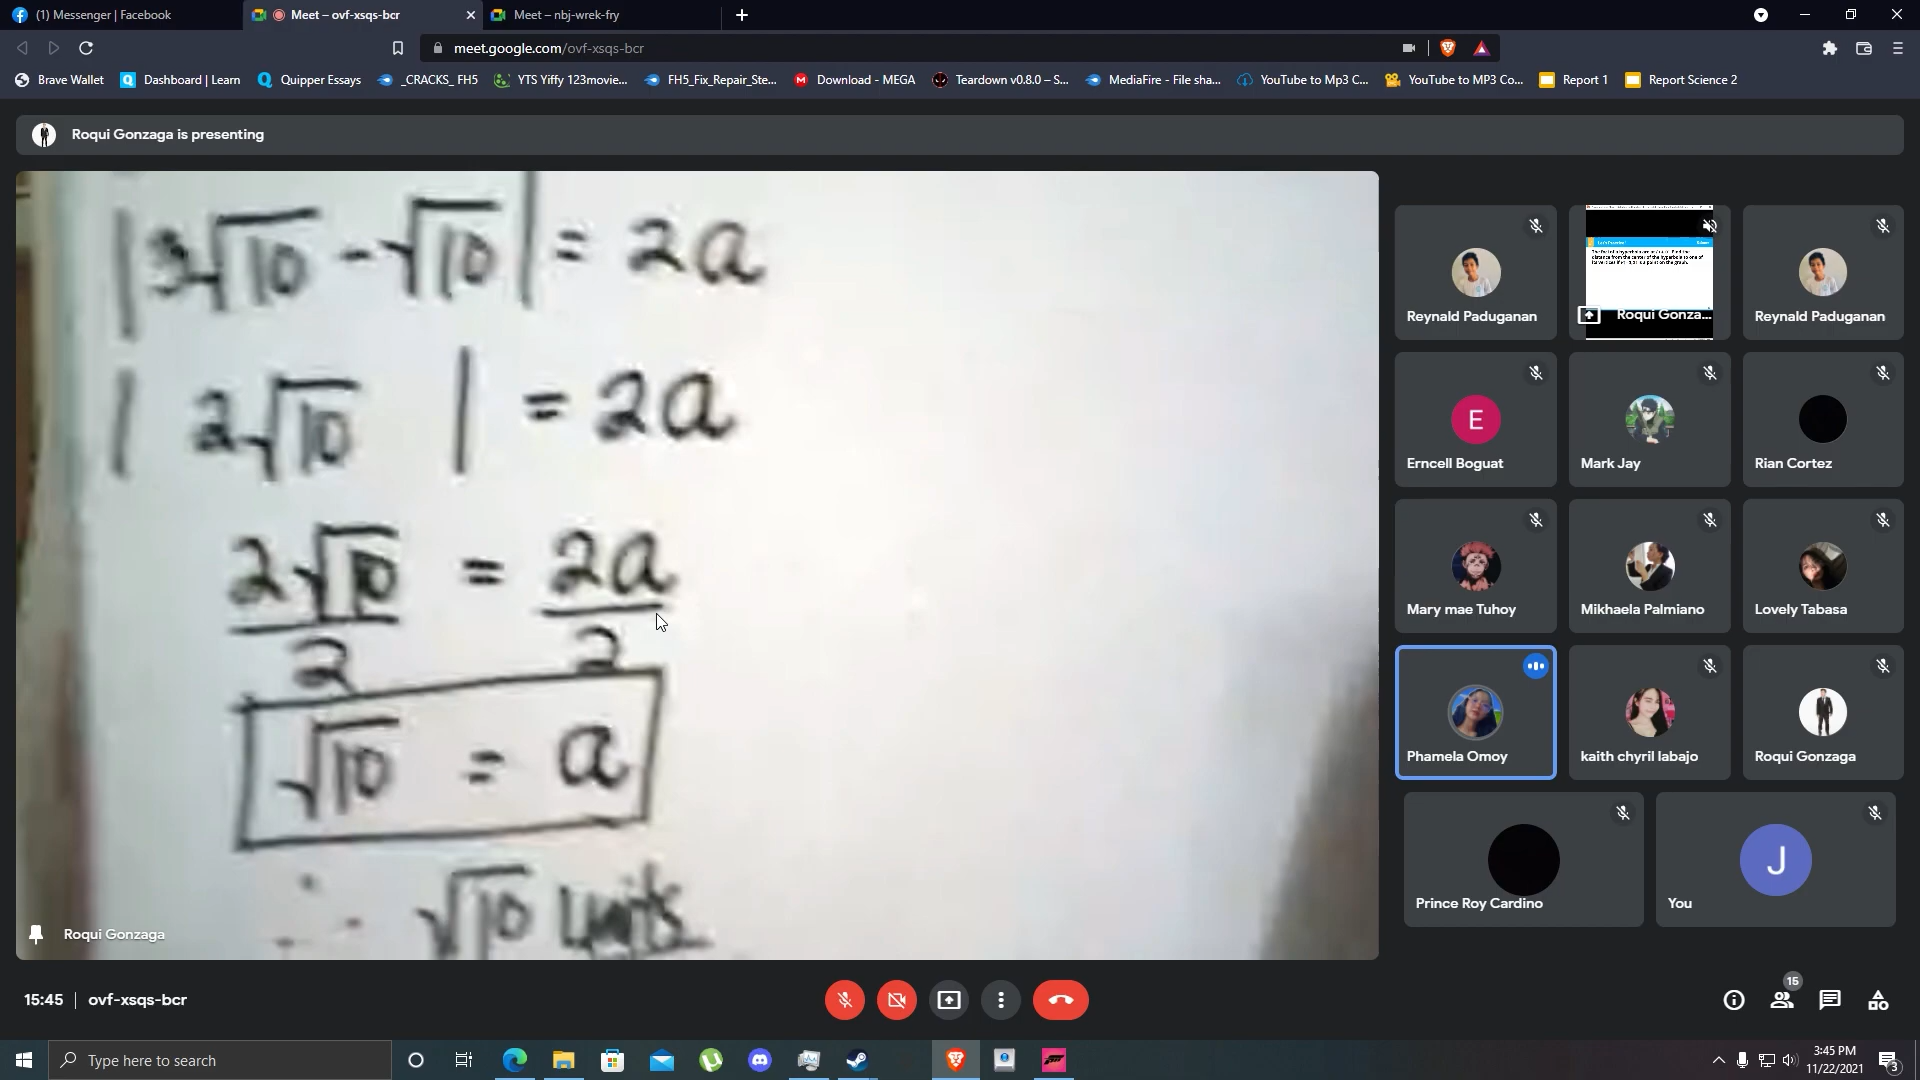 (1) Messenger | Facebook
Meet – ovf-xsqs-bcr
Meet – nbj-wrek-fry
meet.google.com/ovf-xsqs-bcr
Brave Wallet
Dashboard | Learn
Quipper Essays
_CRACKS_ FH5
YTS Yiffy 123movie...
FH5_Fix_Repair_Ste...
Download - MEGA
Teardown v0.8.0 – S...
MediaFire - File sha...
YouTube to Mp3 C...
YouTube to MP3 Co...
Report 1
Report Science 2
Roqui Gonzaga is presenting
|3√10 - √10| = 2a
|2√10| = 2a
2√10/2 = 2a/2
√10 = a
∴ √10 units
Roqui Gonzaga
Reynald Paduganan
Roqui Gonza...
Reynald Paduganan
E
Erncell Boguat
Mark Jay
Rian Cortez
Mary mae Tuhoy
Mikhaela Palmiano
Lovely Tabasa
Phamela Omoy
kaith chyril labajo
Roqui Gonzaga
Prince Roy Cardino
J
You
15:45 | ovf-xsqs-bcr
15
Type here to search
3:45 PM
11/22/2021
3